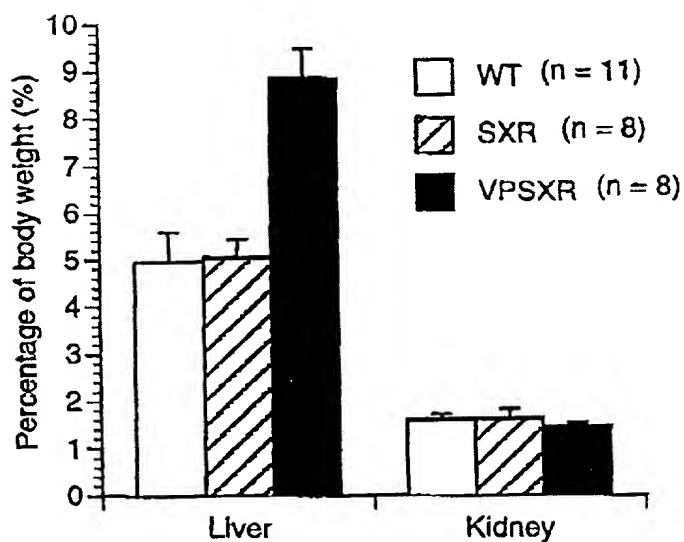 Percentage of body weight (%)
10
9
8
7
6
5
4
3
2
1
0
WT (n = 11)
SXR (n = 8)
VPSXR (n = 8)
Liver
Kidney